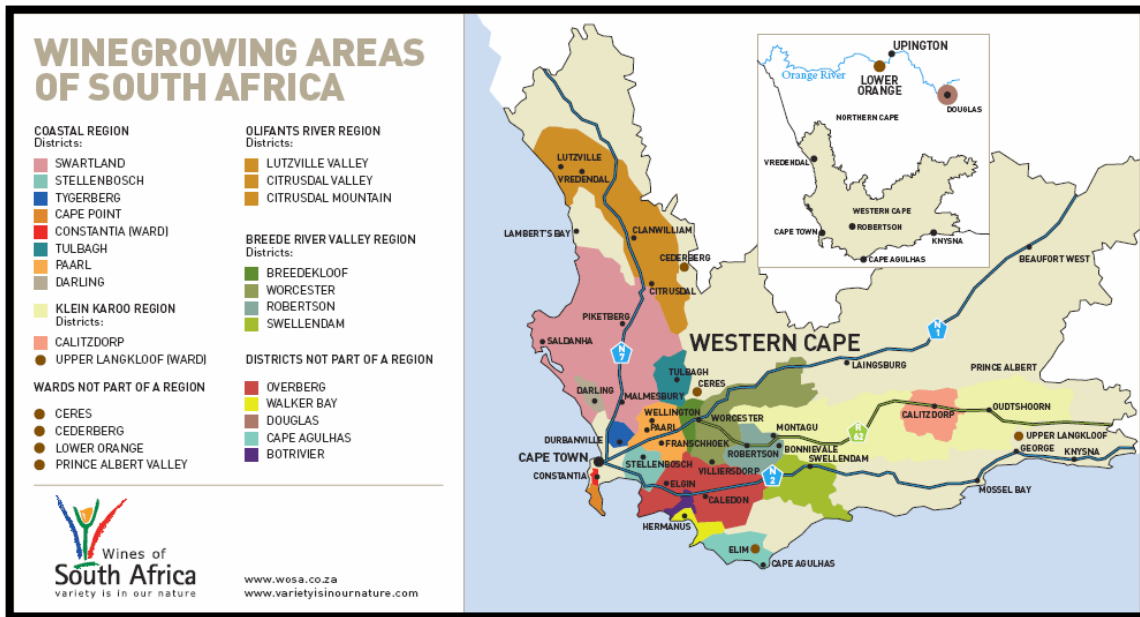 WINEGROWING AREAS
OF SOUTH AFRICA
COASTAL REGION
Districts:
SWARTLAND
STELLENBOSCH
TYGERBERG
CAPE POINT
CONSTANTIA (WARD)
TULBAGH
PAARL
DARLING
KLEIN KAROO REGION
Districts:
CALITZDORP
UPPER LANGKLOOF (WARD)
WARDS NOT PART OF A REGION
CERES
CEDERBERG
LOWER ORANGE
PRINCE ALBERT VALLEY
OLIFANTS RIVER REGION
Districts:
LUTZVILLE VALLEY
CITRUSDAL VALLEY
CITRUSDAL MOUNTAIN
BREEDE RIVER VALLEY REGION
Districts:
BREEDEKLOOF
WORCESTER
ROBERTSON
SWELLENDAM
DISTRICTS NOT PART OF A REGION
OVERBERG
WALKER BAY
DOUGLAS
CAPE AGULHAS
BOTRIVIER
Wines of
South Africa
variety is in our nature
www.wosa.co.za
www.varietyisinournature.com
UPINGTON
Orange River
LOWER
ORANGE
DOUGLAS
NORTHERN CAPE
VREDENDAL
WESTERN CAPE
CAPE TOWN
ROBERTSON
KNYSNA
CAPE AGULHAS
LUTZVILLE
VREDENDAL
LAMBERT'S BAY
CLANWILLIAM
CEDERBERG
CITRUSDAL
BEAUFORT WEST
PIKETBERG
N
1
SALDANHA
WESTERN CAPE
N
7
LAINGSBURG
PRINCE ALBERT
TULBAGH
CERES
DARLING
MALMESBURY
CALITZDORP
OUDTSHOORN
WELLINGTON
WORCESTER
PAARL
MONTAGU
R
62
DURBANVILLE
FRANSCHHOEK
UPPER LANGKLOOF
BONNIEVALE
GEORGE
KNYSNA
CAPE TOWN
STELLENBOSCH
ROBERTSON
SWELLENDAM
VILLIERSDORP
N
2
CONSTANTIA
ELGIN
MOSSEL BAY
CALEDON
HERMANUS
ELIM
CAPE AGULHAS